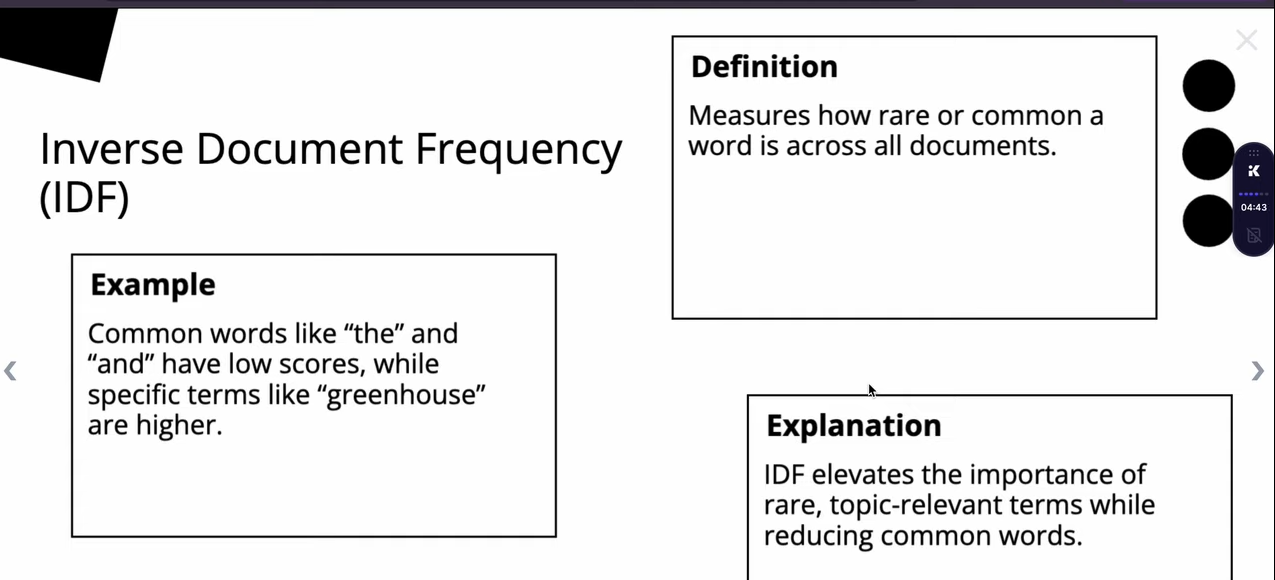 Inverse Document Frequency
(IDF)
Definition
Measures how rare or common a
word is across all documents.
Example
Common words like “the” and
“and” have low scores, while
specific terms like “greenhouse”
are higher.
Explanation
IDF elevates the importance of
rare, topic-relevant terms while
reducing common words.
04:43